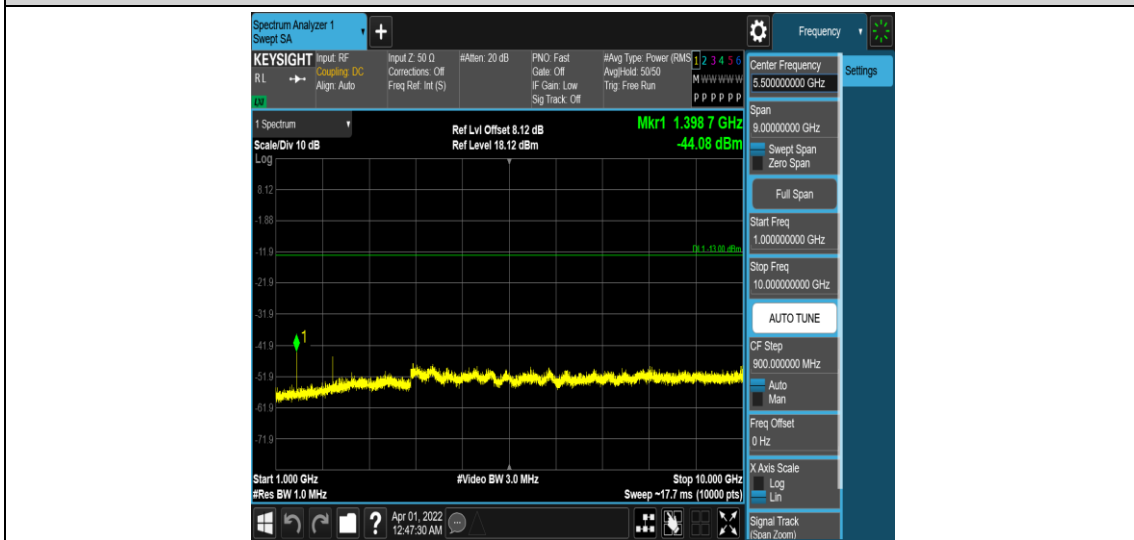 Spectrum Analyzer 1
Swept SA
+
Frequency
KEYSIGHT
RL
LXI
Input: RF
Coupling: DC
Align: Auto
Input Z: 50 Ω
Corrections: Off
Freq Ref: Int (S)
#Atten: 20 dB
PNO: Fast
Gate: Off
IF Gain: Low
Sig Track: Off
#Avg Type: Power (RMS
Avg|Hold: 50/50
Trig: Free Run
1 2 3 4 5 6
M W W W W W
P P P P P P
1 Spectrum
Scale/Div 10 dB
Log
Ref Lvl Offset 8.12 dB
Ref Level 18.12 dBm
Mkr1 1.398 7 GHz
-44.08 dBm
8.12
-1.88
-11.9
-21.9
-31.9
-41.9
-51.9
-61.9
-71.9
DL1 -13.00 dBm
1
Start 1.000 GHz
#Res BW 1.0 MHz
#Video BW 3.0 MHz
Stop 10.000 GHz
Sweep ~17.7 ms (10000 pts)
Center Frequency
5.500000000 GHz
Settings
Span
9.00000000 GHz
Swept Span
Zero Span
Full Span
Start Freq
1.000000000 GHz
Stop Freq
10.000000000 GHz
AUTO TUNE
CF Step
900.000000 MHz
Auto
Man
Freq Offset
0 Hz
X Axis Scale
Log
Lin
Signal Track
(Span Zoom)
?
Apr 01, 2022
12:47:30 AM